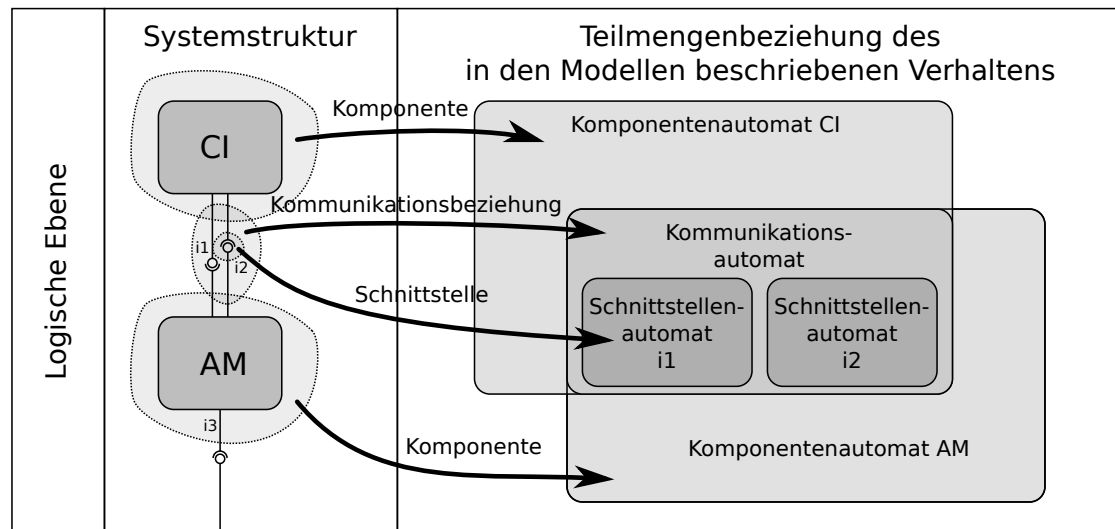 Logische Ebene
Systemstruktur
CI
i1
i2
AM
i3
Teilmengenbeziehung des
in den Modellen beschriebenen Verhaltens
Komponente
Kommunikationsbeziehung
Schnittstelle
Komponente
Komponentenautomat CI
Kommunikations-
automat
Schnittstellen-
automat
i1
Schnittstellen-
automat
i2
Komponentenautomat AM